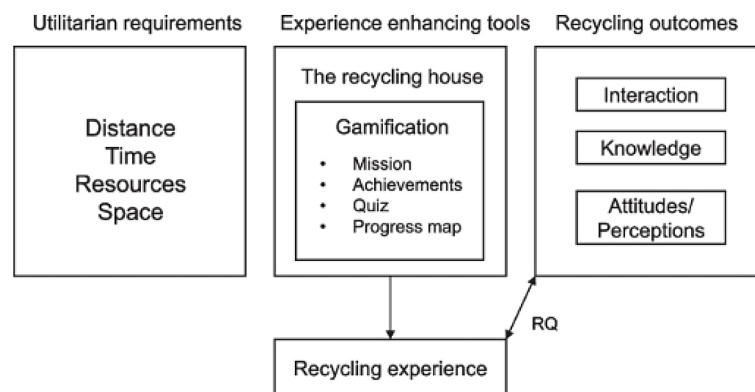 Utilitarian requirements
Distance
Time
Resources
Space
Experience enhancing tools
The recycling house
Gamification
• Mission
• Achievements
• Quiz
• Progress map
Recycling outcomes
Interaction
Knowledge
Attitudes/
Perceptions
RQ
Recycling experience